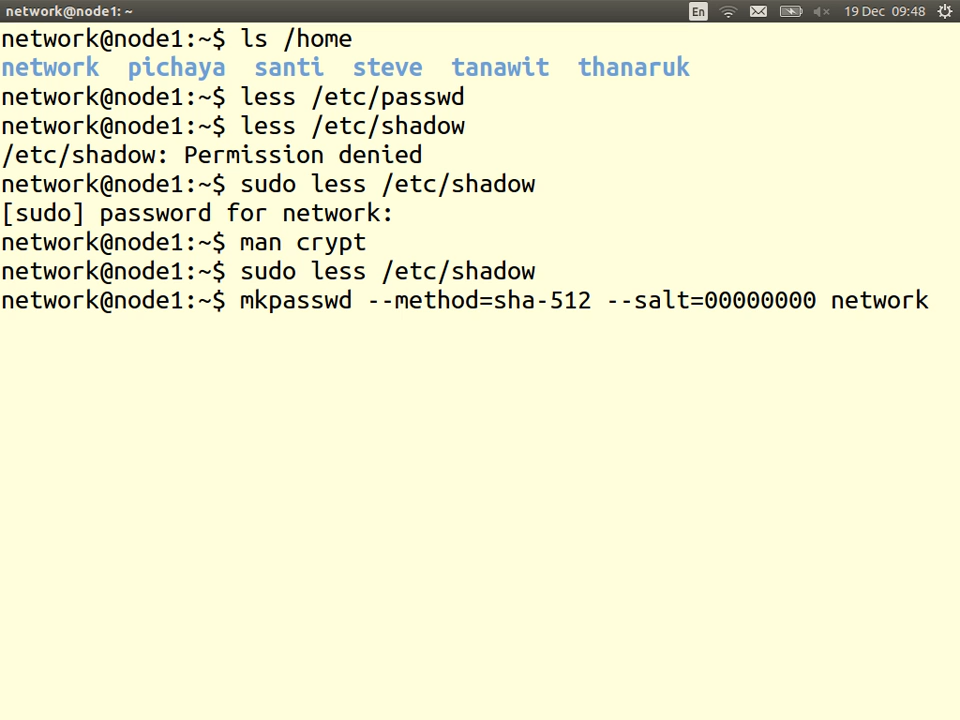 network@node1: ~
En
19 Dec 09:48
network@node1:~$ ls /home
network pichaya santi steve tanawit thanaruk
network@node1:~$ less /etc/passwd
network@node1:~$ less /etc/shadow
/etc/shadow: Permission denied
network@node1:~$ sudo less /etc/shadow
[sudo] password for network:
network@node1:~$ man crypt
network@node1:~$ sudo less /etc/shadow
network@node1:~$ mkpasswd --method=sha-512 --salt=00000000 network